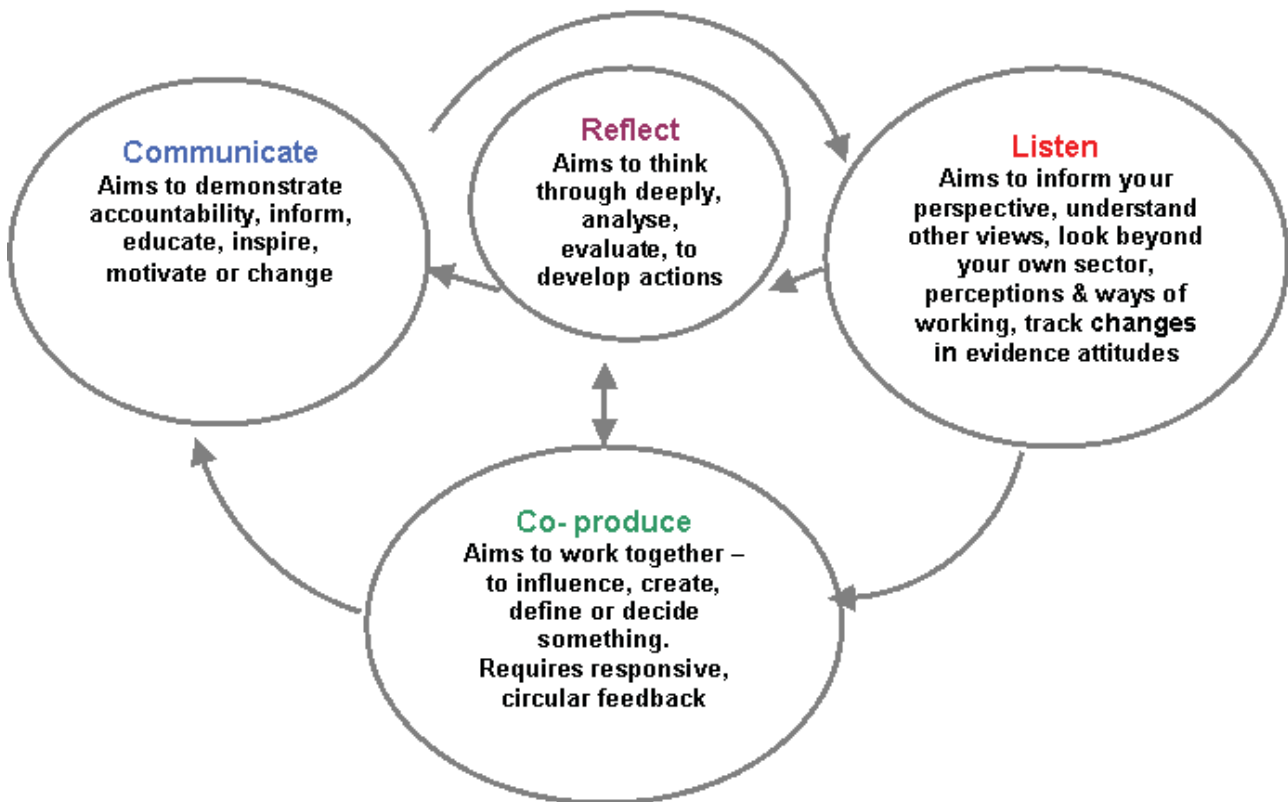 Communicate
Aims to demonstrate
accountability, inform,
educate, inspire,
motivate or change
Reflect
Aims to think
through deeply,
analyse,
evaluate, to
develop actions
Listen
Aims to inform your
perspective, understand
other views, look beyond
your own sector,
perceptions & ways of
working, track changes
in evidence attitudes
Co- produce
Aims to work together –
to influence, create,
define or decide
something.
Requires responsive,
circular feedback